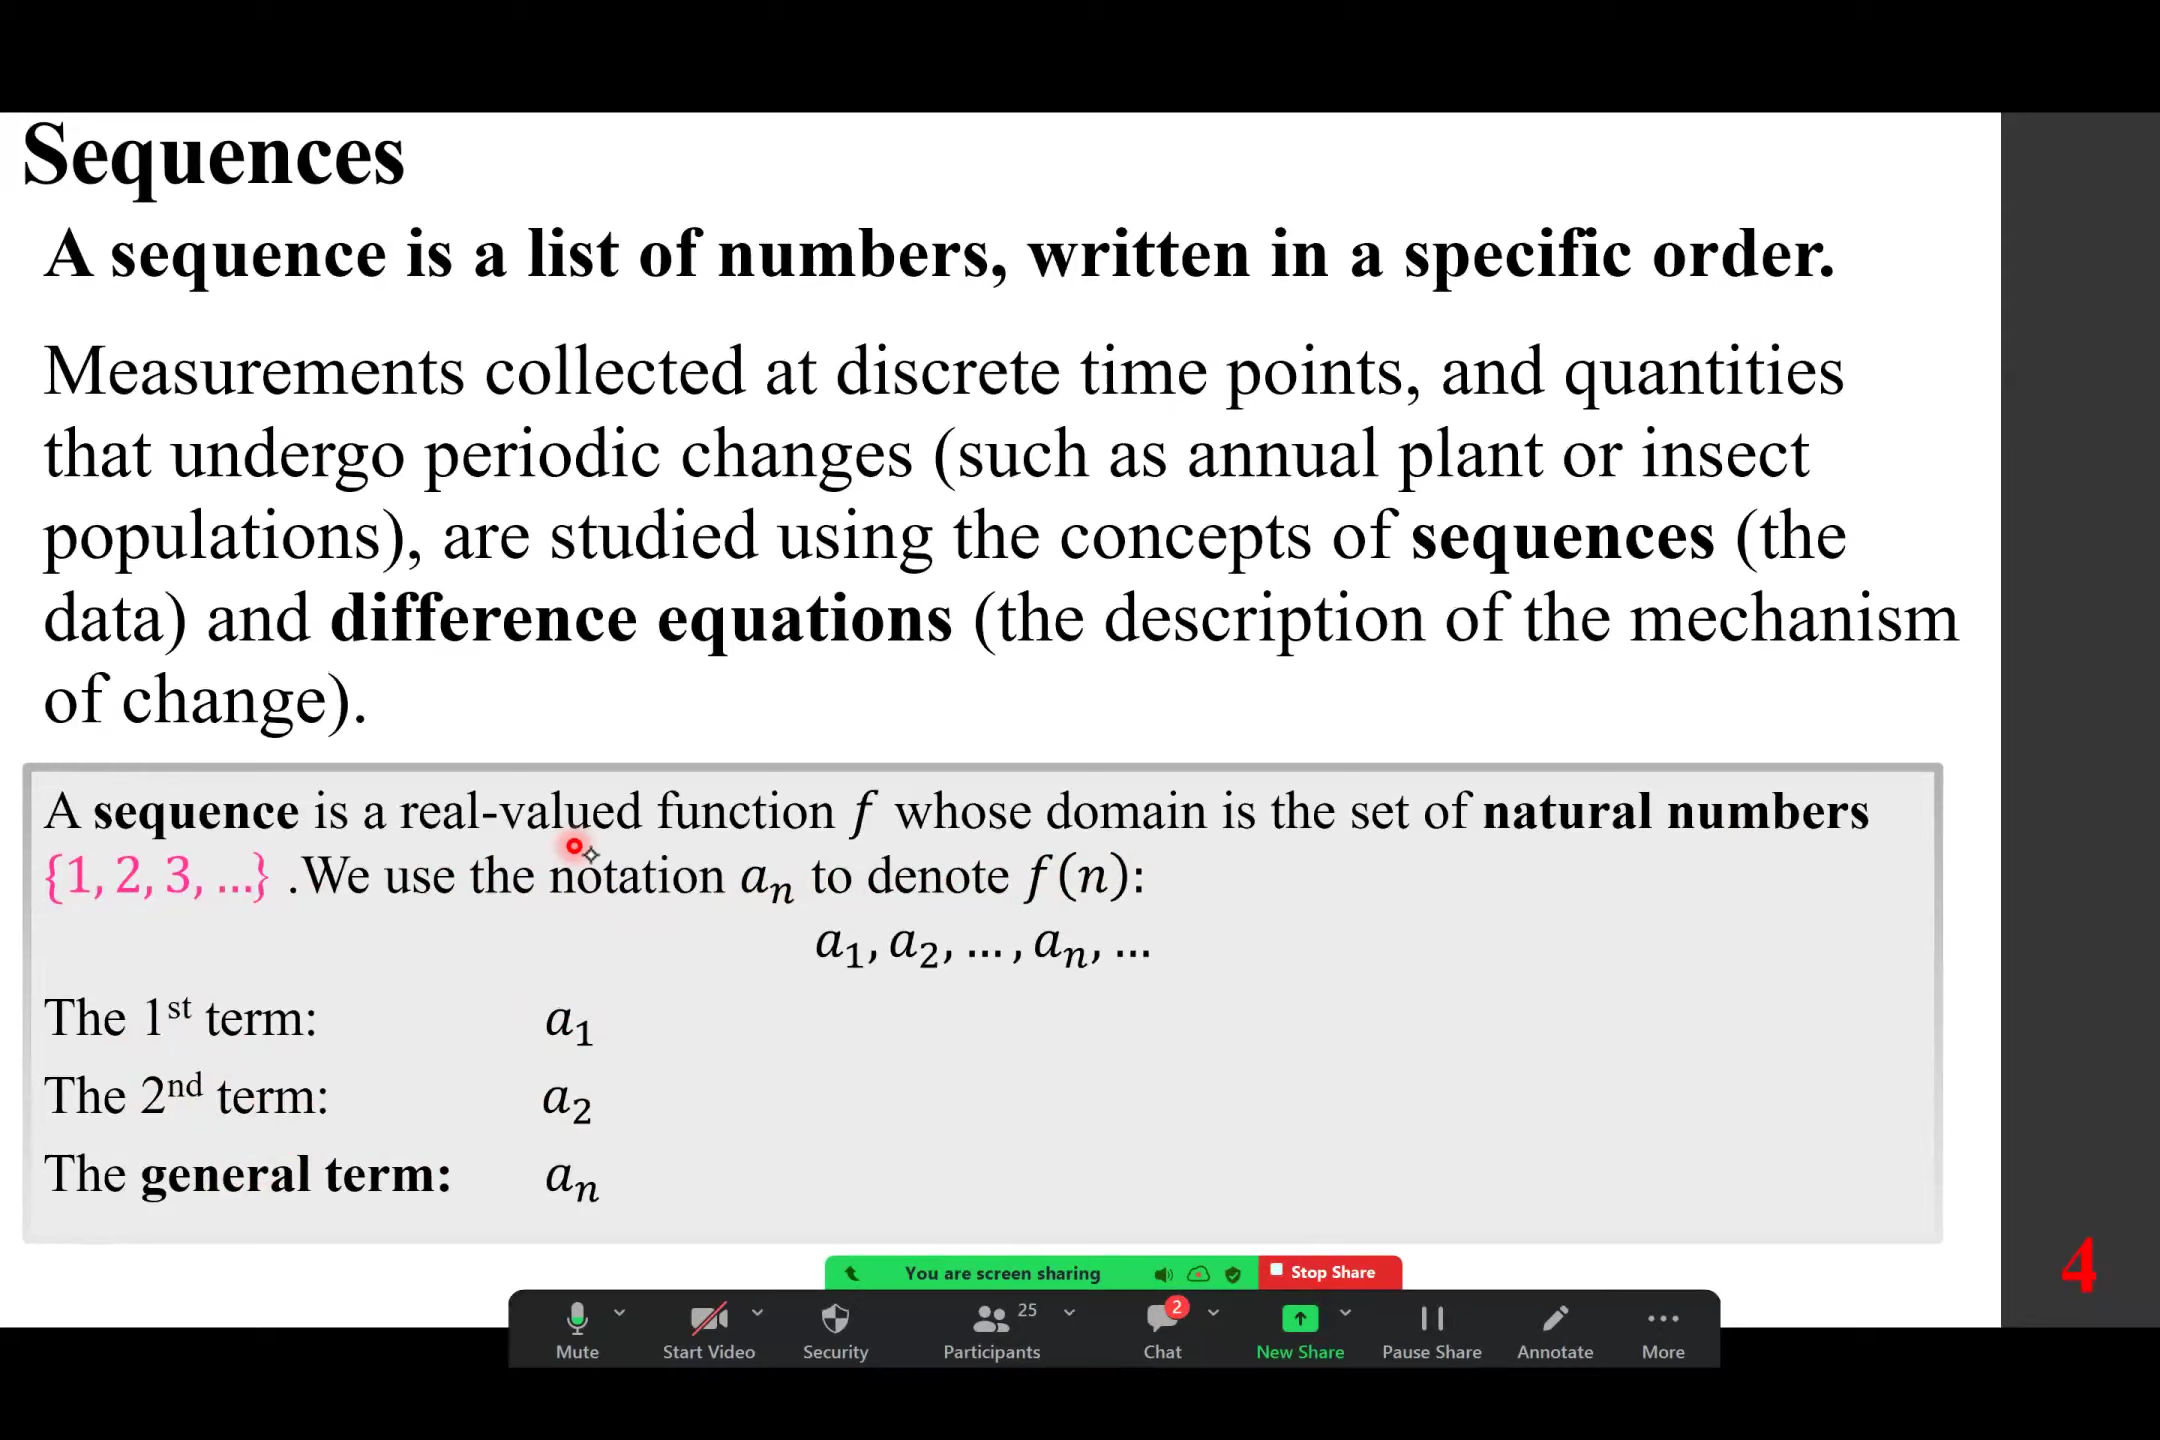 Sequences
A sequence is a list of numbers, written in a specific order.
Measurements collected at discrete time points, and quantities
that undergo periodic changes (such as annual plant or insect
populations), are studied using the concepts of sequences (the
data) and difference equations (the description of the mechanism
of change).
A sequence is a real-valued function f whose domain is the set of natural numbers
{1, 2, 3, ...} .We use the notation aₙ to denote f(n):
a₁, a₂, ... , aₙ, ...
The 1st term: a₁
The 2nd term: a₂
The general term: aₙ
4
You are screen sharing Stop Share
25 2
Mute Start Video Security Participants Chat New Share Pause Share Annotate More